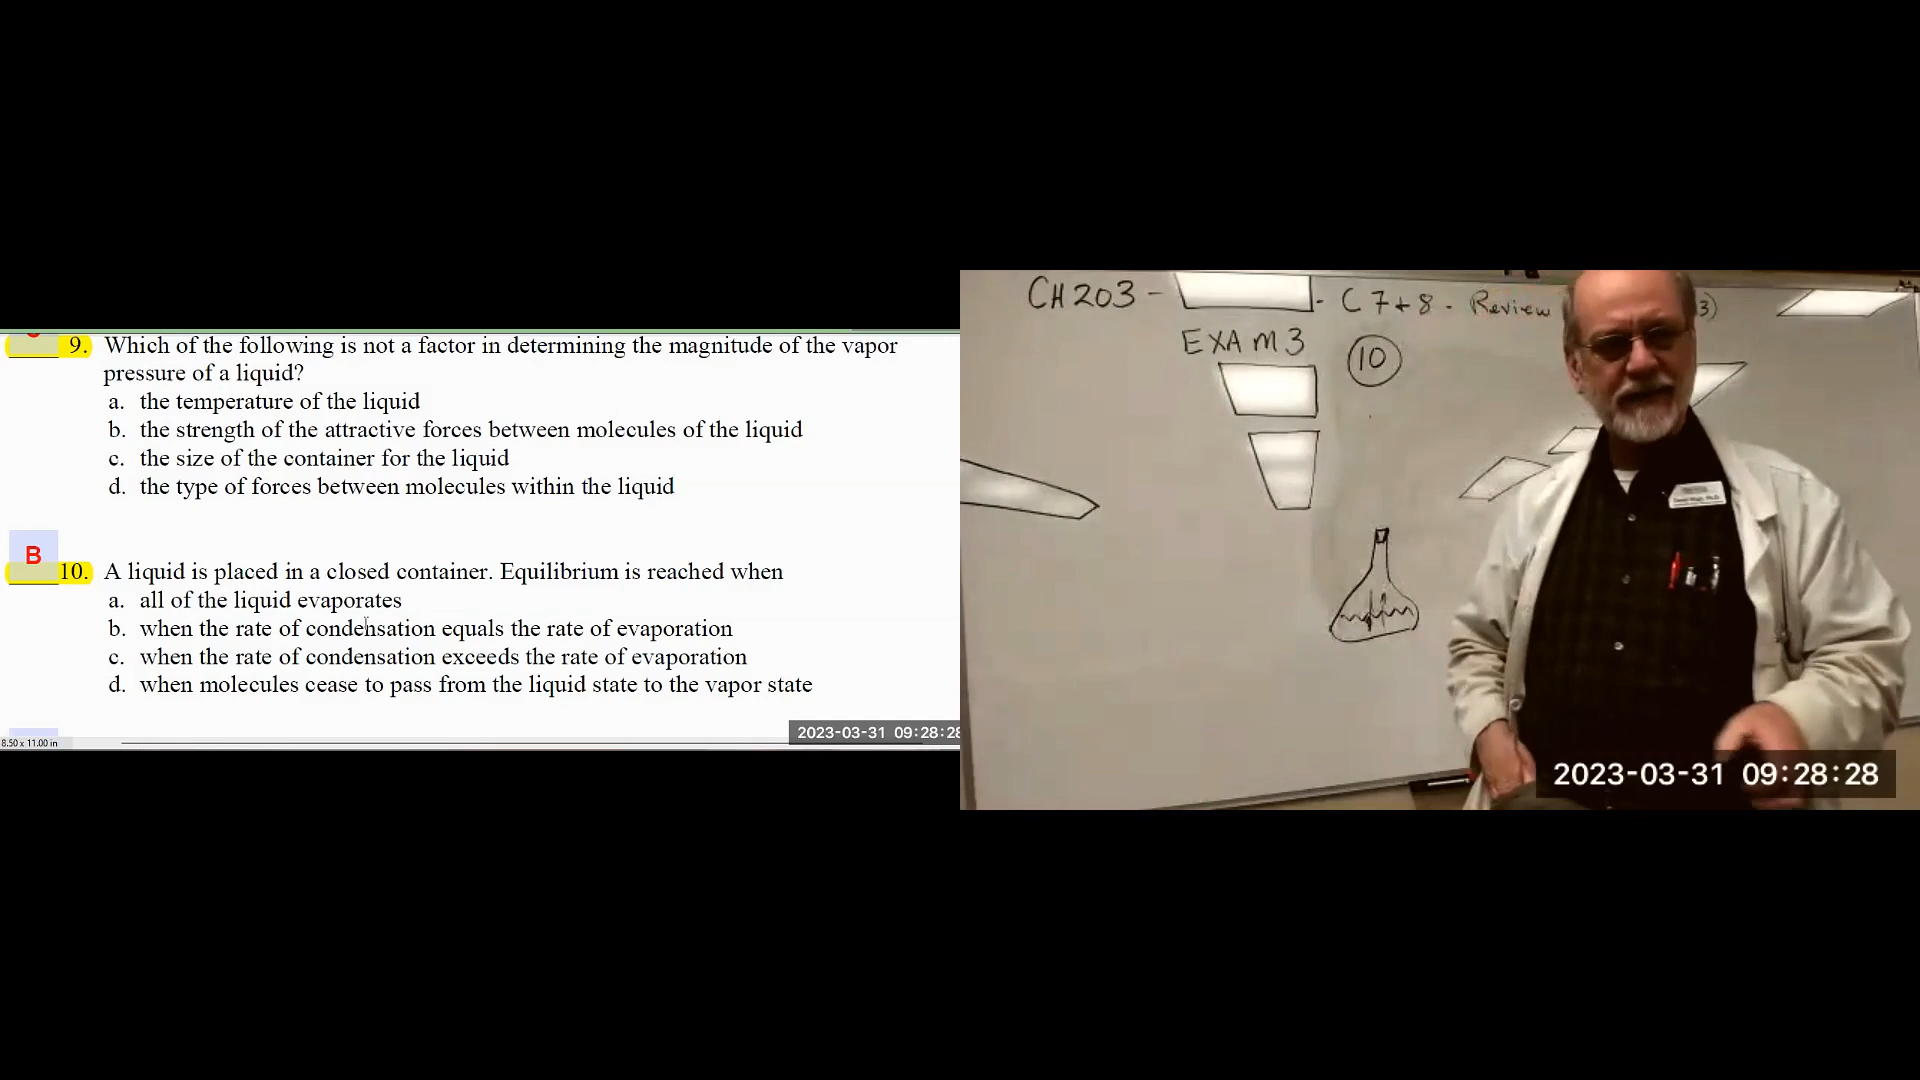 9. Which of the following is not a factor in determining the magnitude of the vapor
pressure of a liquid?
a. the temperature of the liquid
b. the strength of the attractive forces between molecules of the liquid
c. the size of the container for the liquid
d. the type of forces between molecules within the liquid
B
10. A liquid is placed in a closed container. Equilibrium is reached when
a. all of the liquid evaporates
b. when the rate of condensation equals the rate of evaporation
c. when the rate of condensation exceeds the rate of evaporation
d. when molecules cease to pass from the liquid state to the vapor state
2023-03-31 09:28:28
8.50 x 11.00 in
CH203 - - C 7+8 - Review 3)
EXAM 3
10
2023-03-31 09:28:28